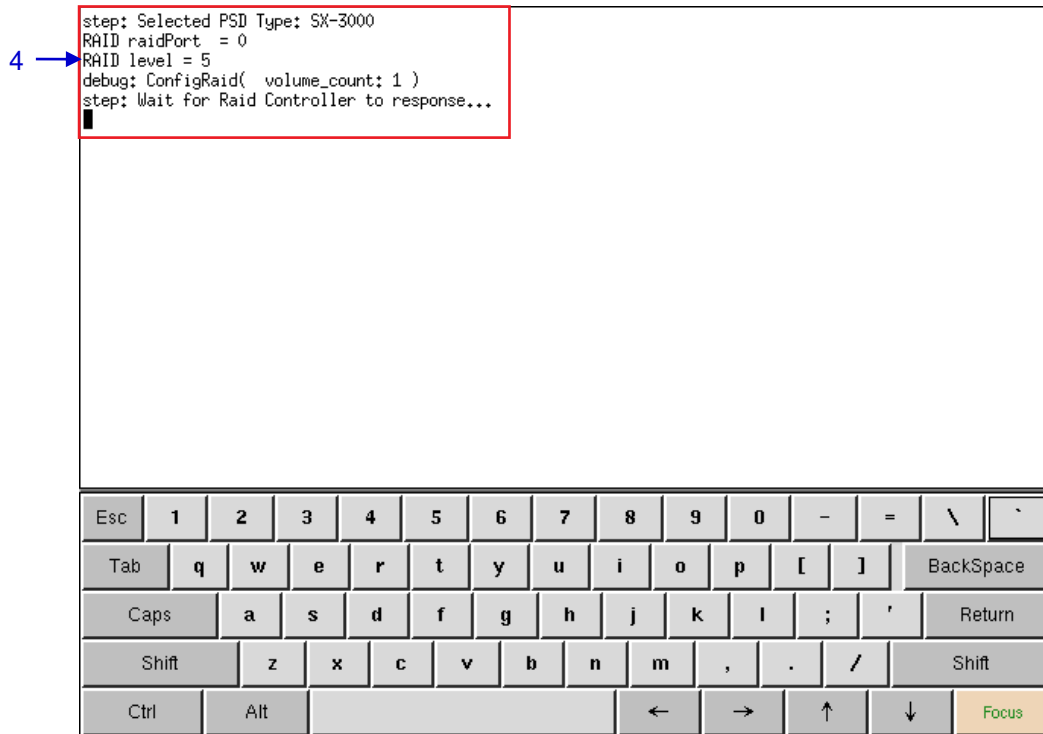 step: Selected PSD Type: SX-3000
RAID raidPort  = 0
4
RAID level = 5
debug: ConfigRaid(  volume_count: 1 )
step: Wait for Raid Controller to response...
Esc 1 2 3 4 5 6 7 8 9 0 - = \ `
Tab q w e r t y u i o p [ ] BackSpace
Caps a s d f g h j k l ; ' Return
Shift z x c v b n m , . / Shift
Ctrl Alt ← → ↑ ↓ Focus